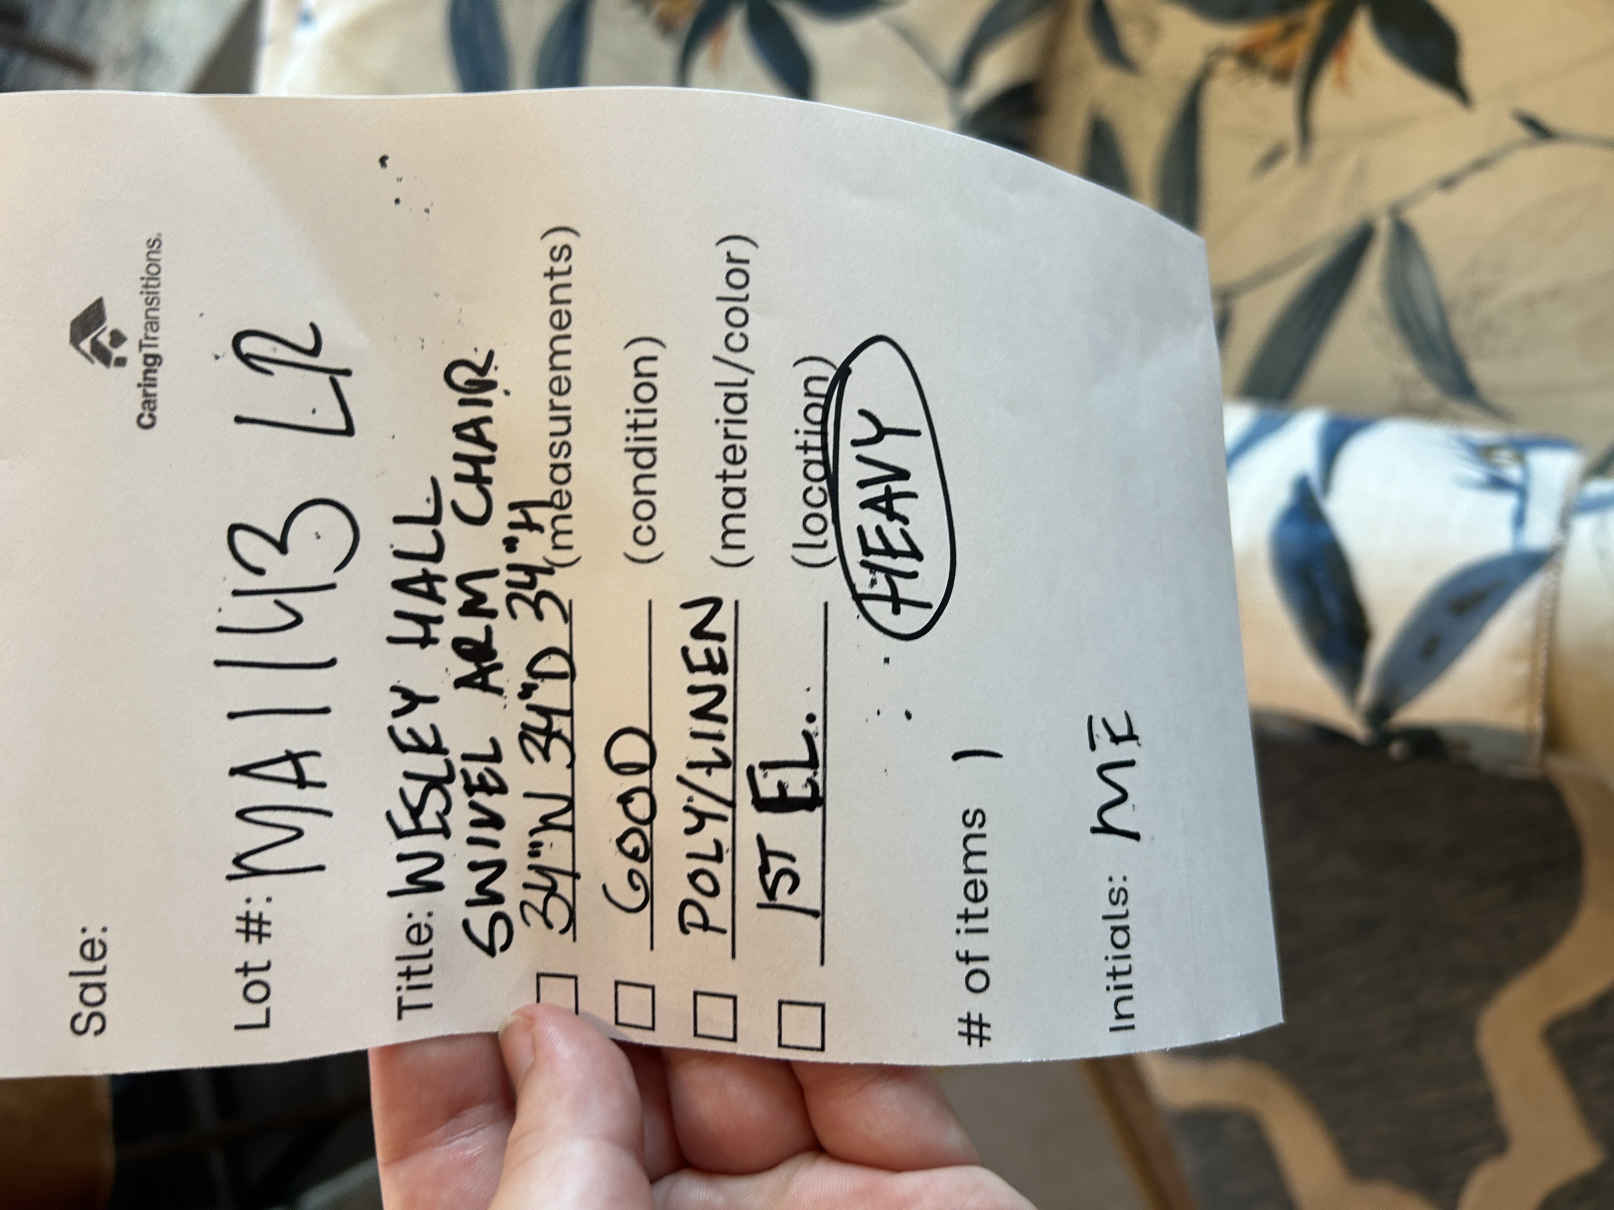 Sale:
CaringTransitions.
Lot #: MA1143 LR
Title: WESLEY HALL
SWIVEL ARM CHAIR
34"W 34"D 34"H (measurements)
GOOD (condition)
POLY/LINEN (material/color)
1ST FL. (location)
HEAVY
# of items 1
Initials: MF